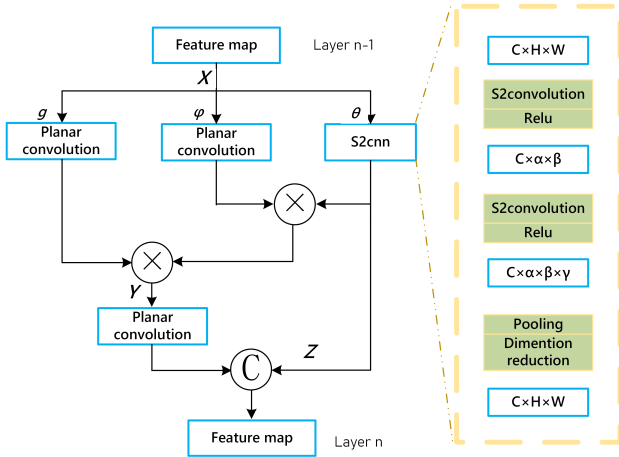 Feature map
Layer n-1
X
g
φ
θ
Planar
convolution
Planar
convolution
S2cnn
×
×
Y
Planar
convolution
Z
C
Feature map
Layer n
C×H×W
S2convolution
Relu
C×α×β
S2convolution
Relu
C×α×β×γ
Pooling
Dimention
reduction
C×H×W